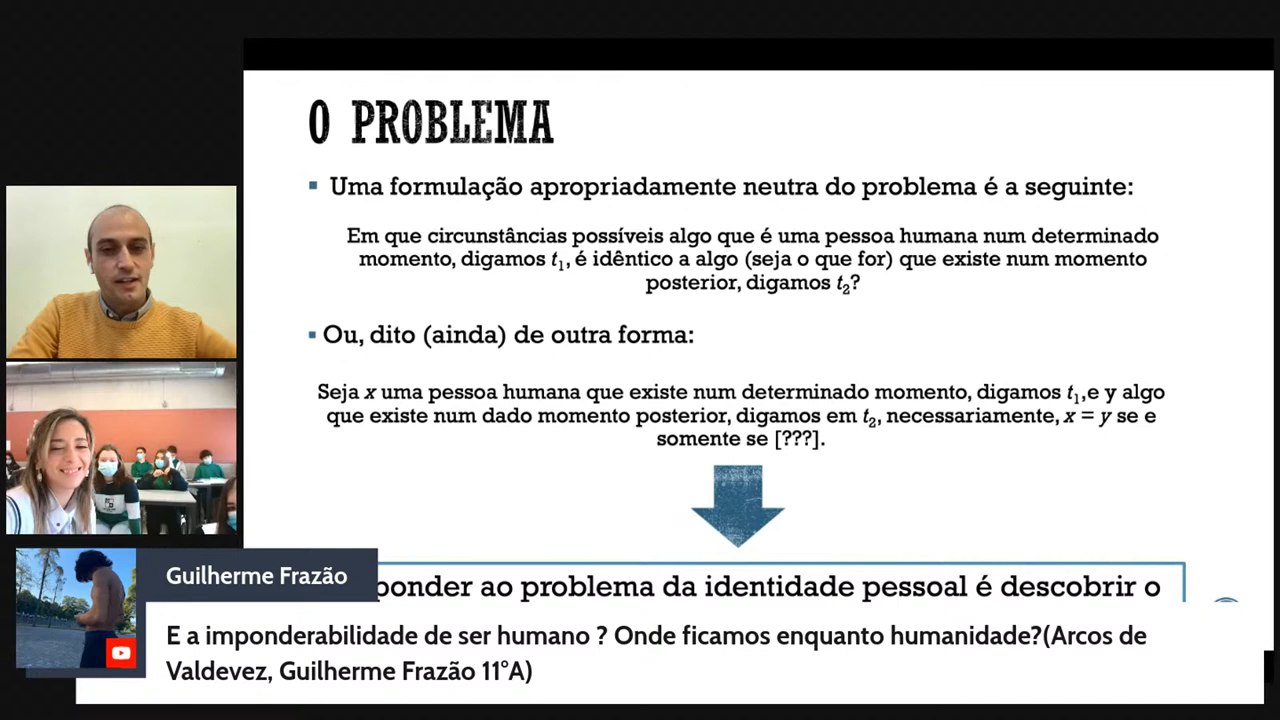 O PROBLEMA
▪ Uma formulação apropriadamente neutra do problema é a seguinte:
Em que circunstâncias possíveis algo que é uma pessoa humana num determinado
momento, digamos t₁, é idêntico a algo (seja o que for) que existe num momento
posterior, digamos t₂?
▪ Ou, dito (ainda) de outra forma:
Seja x uma pessoa humana que existe num determinado momento, digamos t₁,e y algo
que existe num dado momento posterior, digamos em t₂, necessariamente, x = y se e
somente se [???].
ponder ao problema da identidade pessoal é descobrir o
Guilherme Frazão
E a imponderabilidade de ser humano ? Onde ficamos enquanto humanidade?(Arcos de
Valdevez, Guilherme Frazão 11°A)